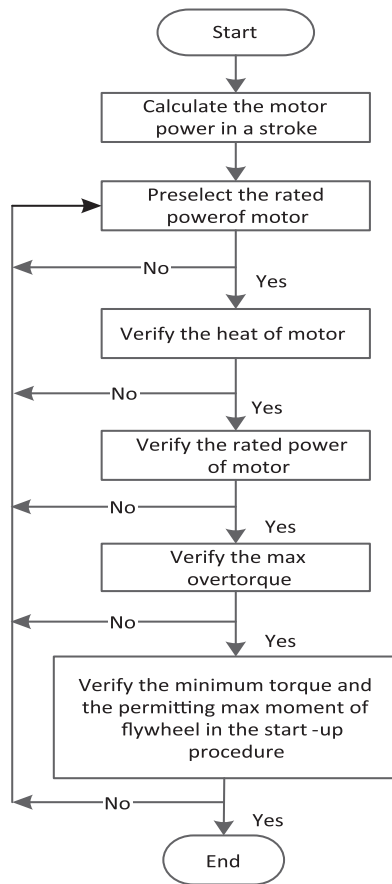 Start
Calculate the motor
power in a stroke
Preselect the rated
powerof motor
No
Yes
Verify the heat of motor
No
Yes
Verify the rated power
of motor
No
Yes
Verify the max
overtorque
No
Yes
Verify the minimum torque and
the permitting max moment of
flywheel in the start -up
procedure
No
Yes
End